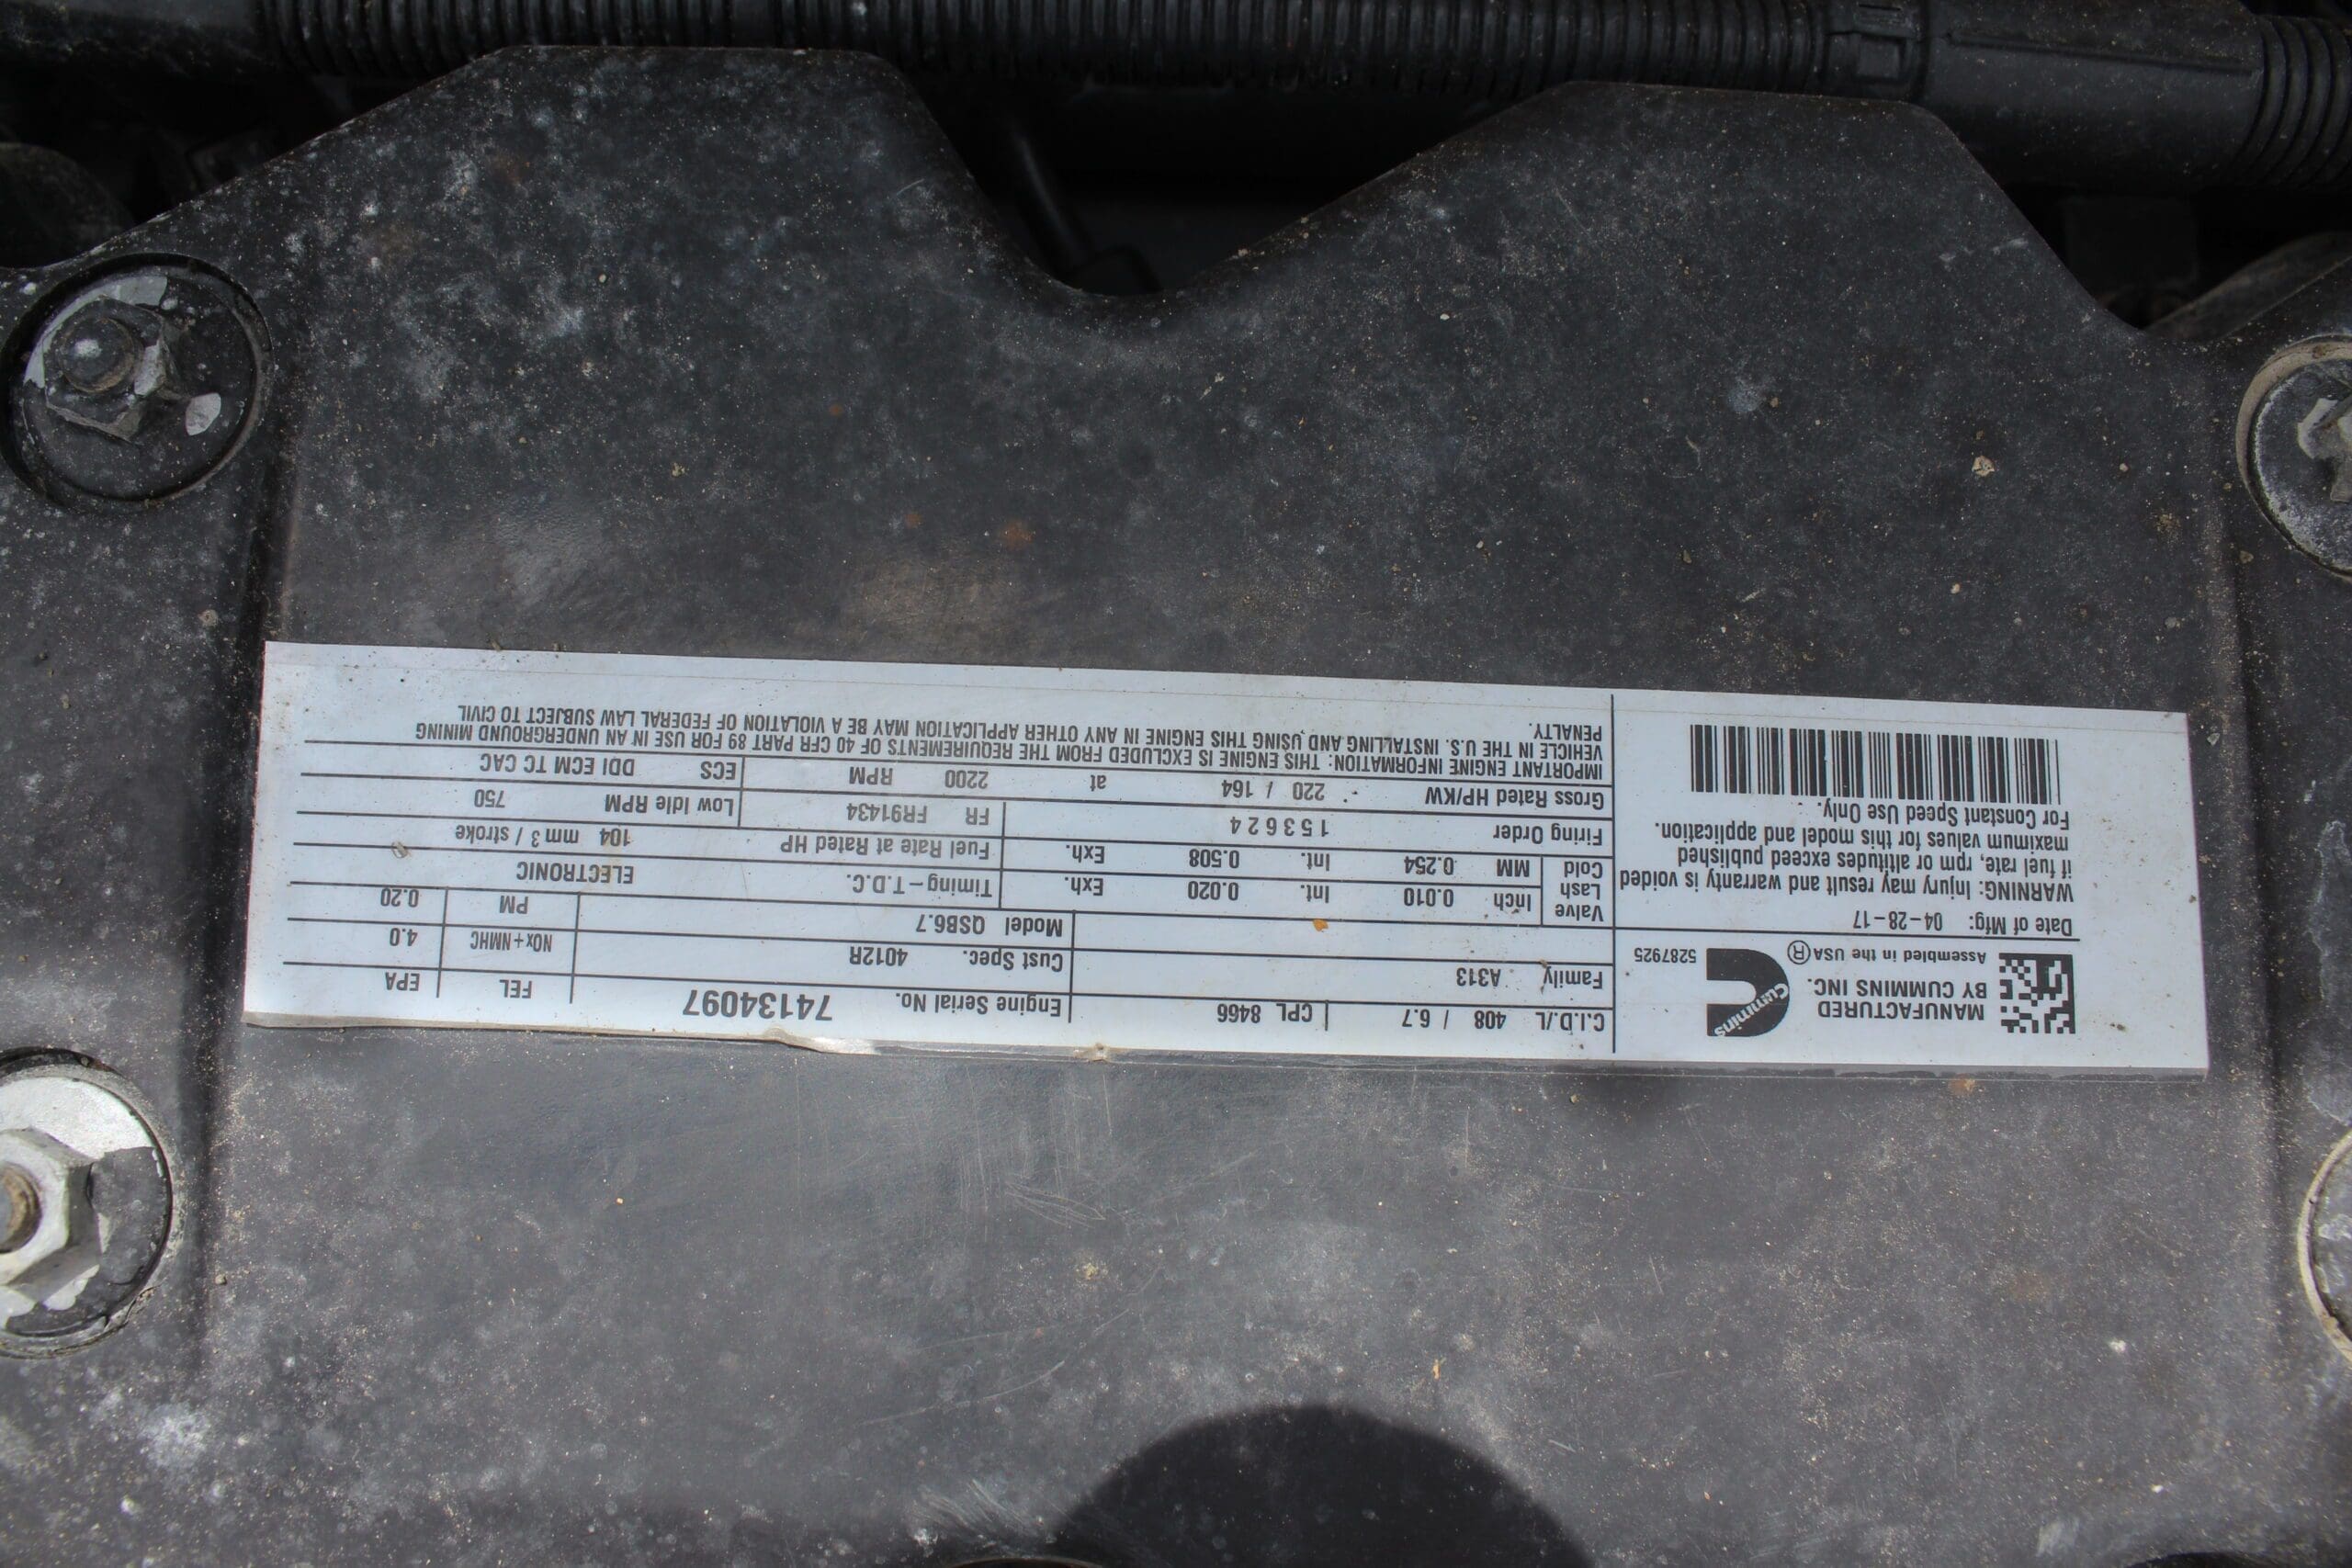 MANUFACTURED
BY CUMMINS INC.
Cummins
Assembled in the USA ® 5287925
Date of Mfg: 04-28-17
WARNING: Injury may result and warranty is voided
if fuel rate, rpm or altitudes exceed published
maximum values for this model and application.
For Constant Speed Use Only.
C.I.D./L 408 / 6.7 CPL 8466
Family A313
Valve Lash Cold
Inch 0.010 Int. 0.020 Exh.
MM 0.254 Int. 0.508 Exh.
Firing Order 1 5 3 6 2 4
Gross Rated HP/KW 220 / 164 at 2200 RPM
Engine Serial No. 74134097
Cust Spec. 4012R
Model QSB6.7
Timing-T.D.C. ELECTRONIC
Fuel Rate at Rated HP 104 mm3 / stroke
FR FR91434 Low Idle RPM 750
ECS DDI ECM TC CAC
FEL EPA
NOx+NMHC 4.0
PM 0.20
IMPORTANT ENGINE INFORMATION: THIS ENGINE IS EXCLUDED FROM THE REQUIREMENTS OF 40 CFR PART 89 FOR USE IN AN UNDERGROUND MINING
VEHICLE IN THE U.S. INSTALLING AND USING THIS ENGINE IN ANY OTHER APPLICATION MAY BE A VIOLATION OF FEDERAL LAW SUBJECT TO CIVIL
PENALTY.